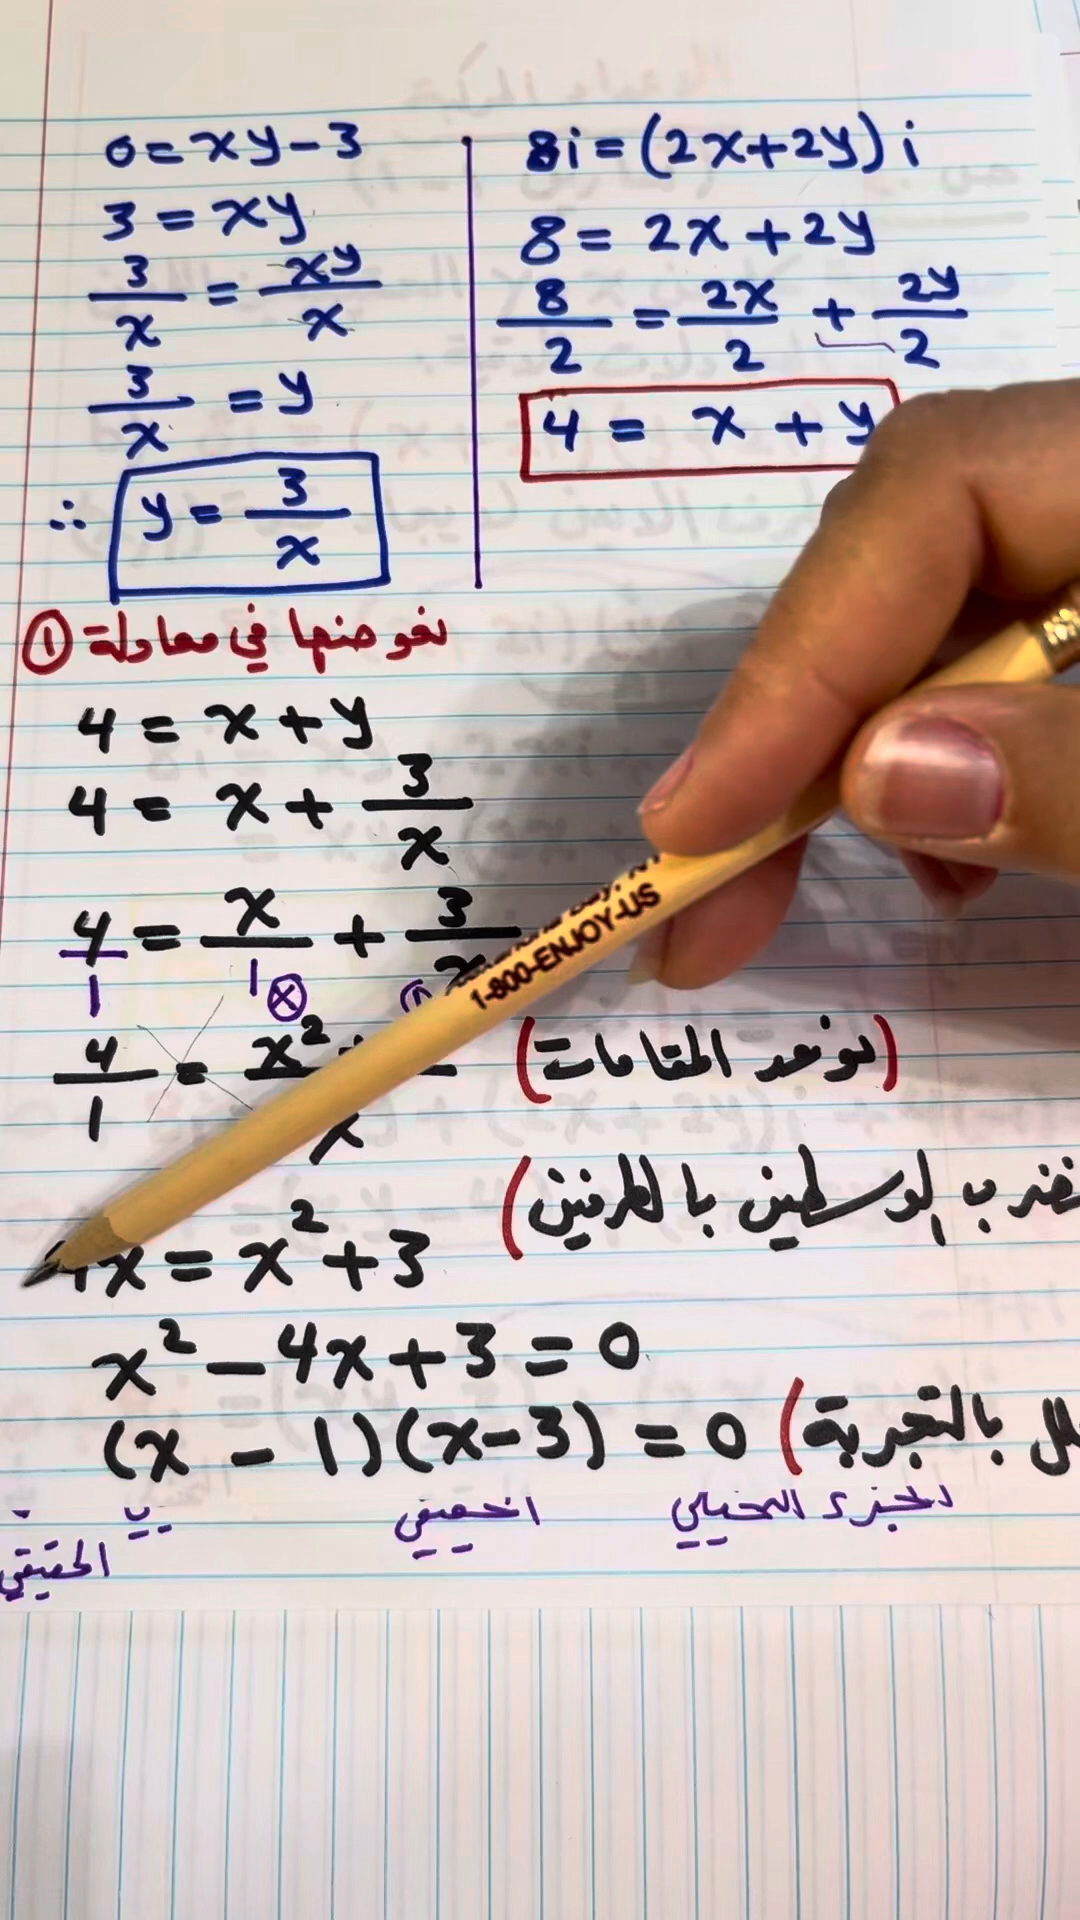 0 = xy - 3
3 = xy
3/x = xy/x
3/x = y
∴ y = 3/x
8i = (2x+2y) i
8 = 2x + 2y
8/2 = 2x/2 + 2y/2
4 = x + y
① نعوضها في معادلة
4 = x + y
4 = x + 3/x
4/1 = x/1 + 3/
4/1 = x² / x
(نوحد المقامات)
x = x² + 3
نضرب الوسطين بالطرفين)
x² - 4x + 3 = 0
(x - 1)(x - 3) = 0
بالتجربة)
الجزء التخيلي
الحقيقي
1-800-ENJOY-US